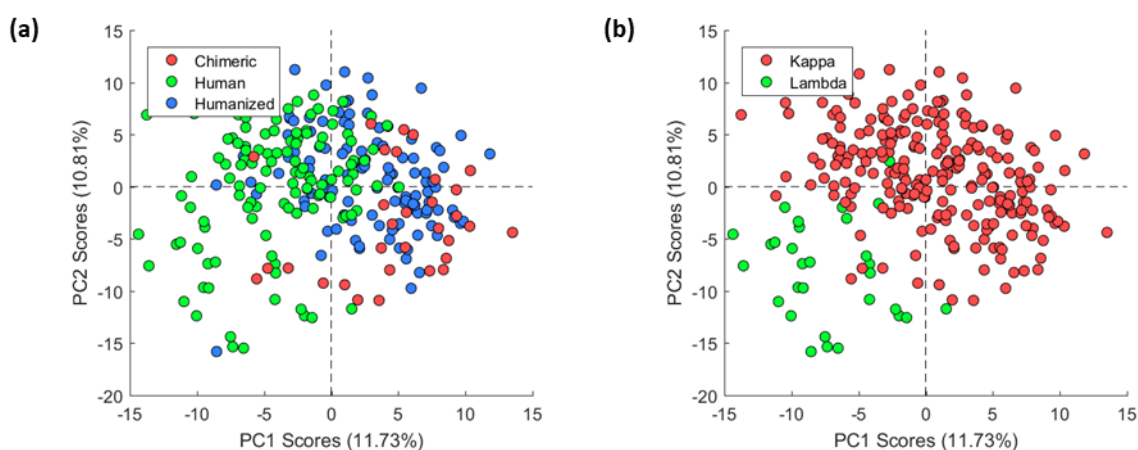 (a)
15
10
5
0
-5
-10
-15
-20
PC2 Scores (10.81%)
Chimeric
Human
Humanized
-15 -10 -5 0 5 10 15
PC1 Scores (11.73%)
(b)
15
10
5
0
-5
-10
-15
-20
PC2 Scores (10.81%)
Kappa
Lambda
-15 -10 -5 0 5 10 15
PC1 Scores (11.73%)